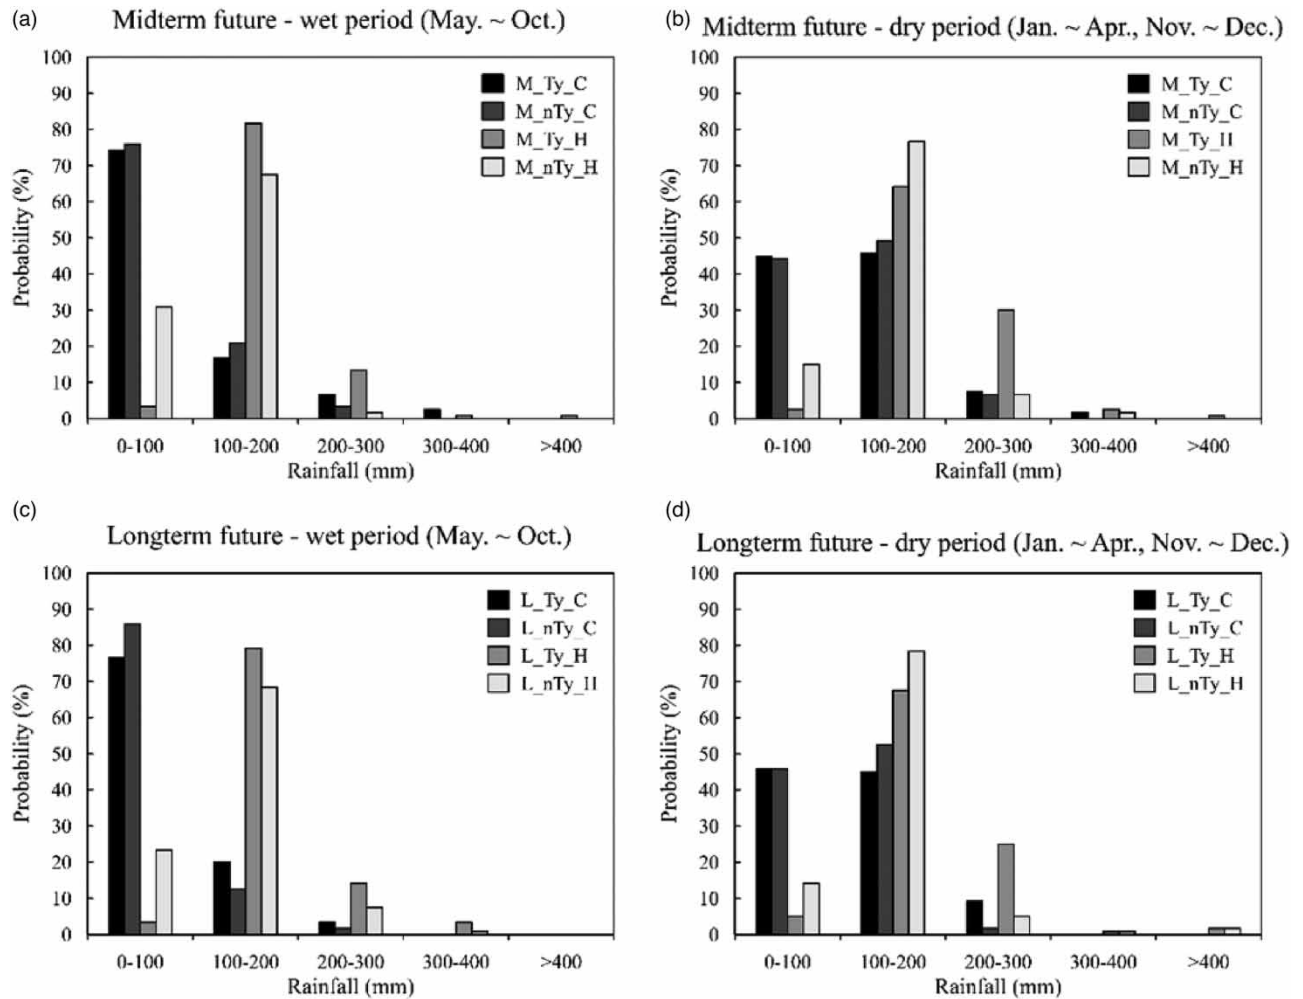 (a) Midterm future - wet period (May. ~ Oct.)
100
90
80
70
60
50
40
30
20
10
0
Probability (%)
M_Ty_C
M_nTy_C
M_Ty_H
M_nTy_H
0-100 100-200 200-300 300-400 >400
Rainfall (mm)
(b) Midterm future - dry period (Jan. ~ Apr., Nov. ~ Dec.)
100
90
80
70
60
50
40
30
20
10
0
Probability (%)
M_Ty_C
M_nTy_C
M_Ty_H
M_nTy_H
0-100 100-200 200-300 300-400 >400
Rainfall (mm)
(c) Longterm future - wet period (May. ~ Oct.)
100
90
80
70
60
50
40
30
20
10
0
Probability (%)
L_Ty_C
L_nTy_C
L_Ty_H
L_nTy_H
0-100 100-200 200-300 300-400 >400
Rainfall (mm)
(d) Longterm future - dry period (Jan. ~ Apr., Nov. ~ Dec.)
100
90
80
70
60
50
40
30
20
10
0
Probability (%)
L_Ty_C
L_nTy_C
L_Ty_H
L_nTy_H
0-100 100-200 200-300 300-400 >400
Rainfall (mm)